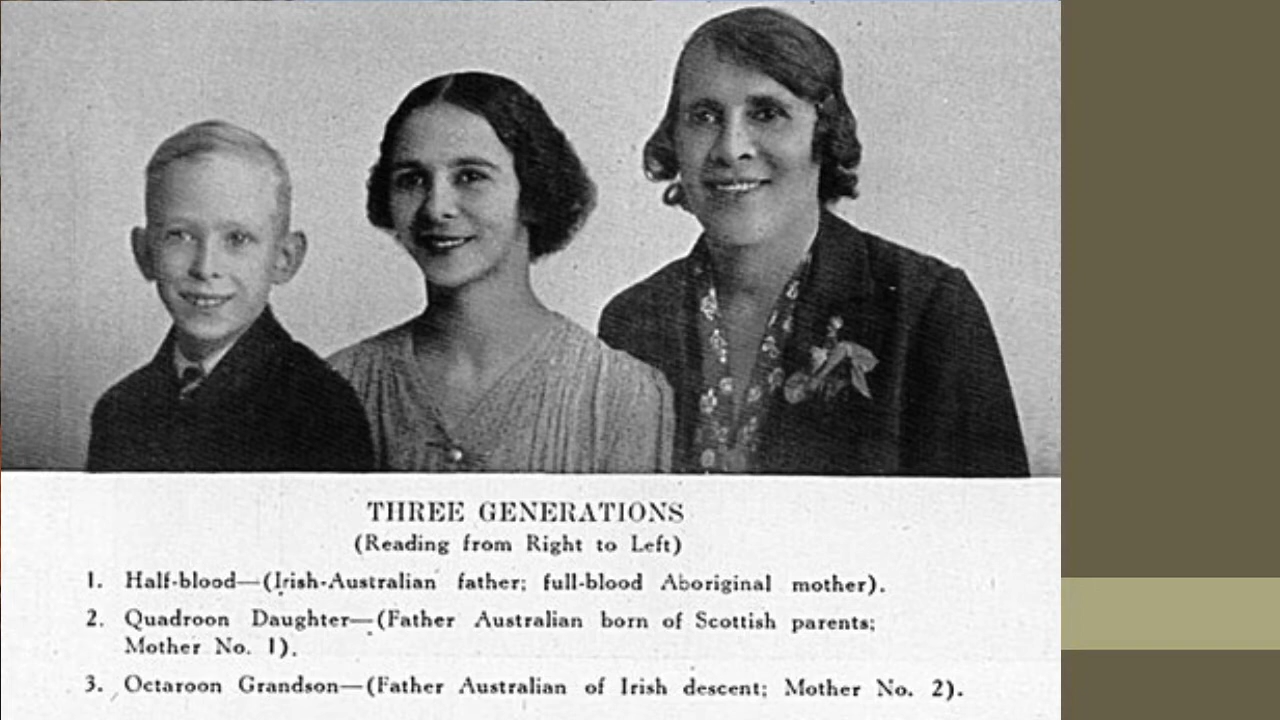 THREE GENERATIONS
(Reading from Right to Left)
1. Half-blood—(Irish-Australian father; full-blood Aboriginal mother).
2. Quadroon Daughter—(Father Australian born of Scottish parents;
Mother No. 1).
3. Octaroon Grandson—(Father Australian of Irish descent; Mother No. 2).